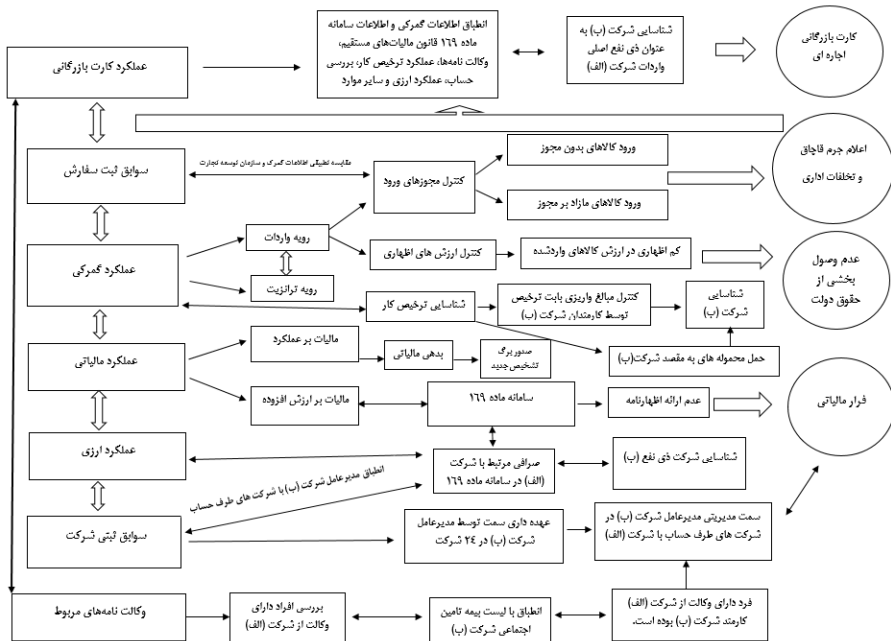 انطباق اطلاعات گمرکی و اطلاعات سامانه
ماده ۱۶۹ قانون مالیات‌های مستقیم،
وکالت نامه‌ها، عملکرد ترخیص کار، بررسی
حساب، عملکرد ارزی و سایر موارد
شناسایی شرکت (ب) به
عنوان ذی نفع اصلی
واردات شرکت (الف)
کارت بازرگانی
اجاره ای
عملکرد کارت بازرگانی
سوابق ثبت سفارش
مقایسه تطبیقی اطلاعات گمرک و سازمان توسعه تجارت
کنترل مجوزهای ورود
ورود کالاهای بدون مجوز
ورود کالاهای مازاد بر مجوز
اعلام جرم قاچاق
و تخلفات اداری
عملکرد گمرکی
رویه واردات
رویه ترانزیت
کنترل ارزش های اظهاری
کم اظهاری در ارزش کالاهای واردشده
عدم وصول
بخشی از
حقوق دولت
شناسایی ترخیص کار
کنترل مبالغ واریزی بابت ترخیص
توسط کارمندان شرکت (ب)
شناسایی
شرکت (ب)
حمل محموله های به مقصد شرکت(ب)
عملکرد مالیاتی
مالیات بر عملکرد
بدهی مالیاتی
صدور برگ
تشخیص جدید
مالیات بر ارزش افزوده
سامانه ماده ۱۶۹
عدم ارائه اظهارنامه
فرار مالیاتی
عملکرد ارزی
صرافی مرتبط با شرکت
(الف) در سامانه ماده ۱۶۹
شناسایی شرکت ذی نفع (ب)
انطباق مدیرعامل شرکت (ب) با شرکت های طرف حساب
سوابق ثبتی شرکت
عهده داری سمت توسط مدیرعامل
شرکت (ب) در ۲۴ شرکت
سمت مدیریتی مدیرعامل شرکت (ب) در
شرکت های طرف حساب با شرکت (الف)
وکالت نامه‌های مربوط
بررسی افراد دارای
وکالت از شرکت (الف)
انطباق با لیست بیمه تامین
اجتماعی شرکت (ب)
فرد دارای وکالت از شرکت (الف)
کارمند شرکت (ب) بوده است.